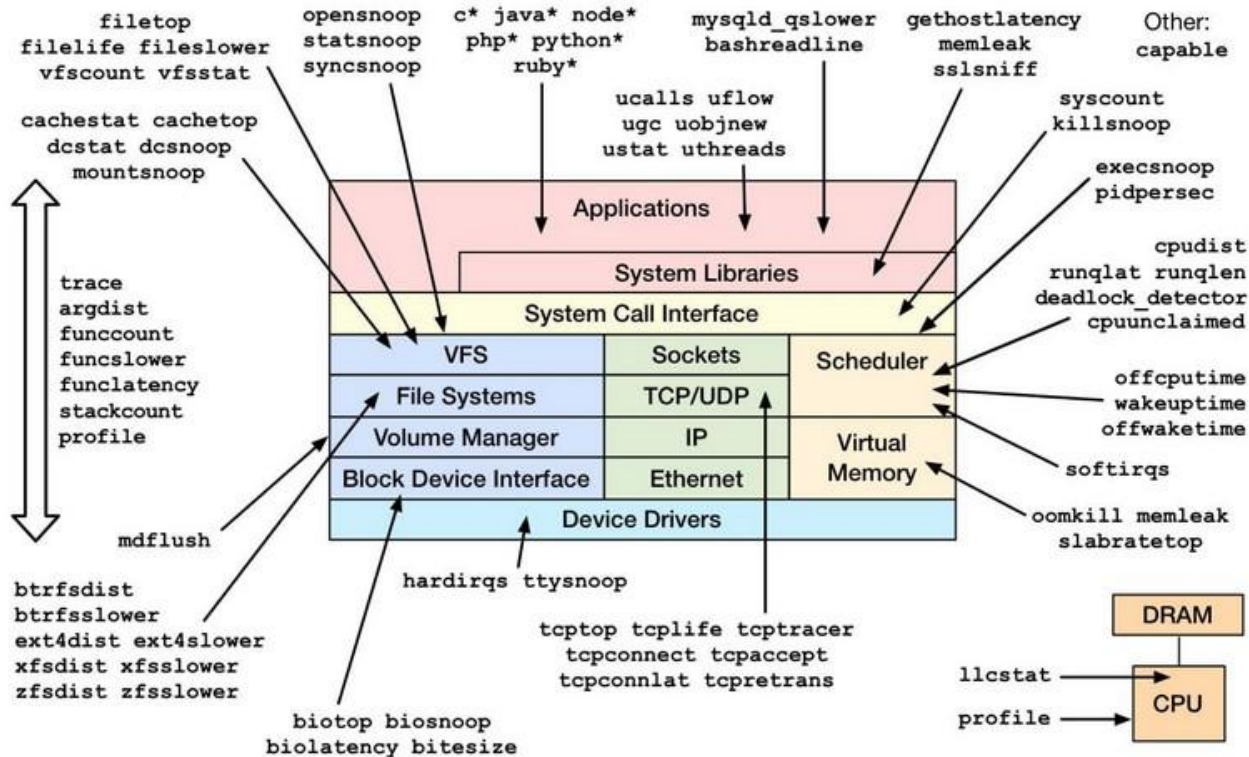 filetop
filelife fileslower
vfscount vfsstat
opensnoop
statsnoop
syncsnoop
c* java* node*
php* python*
ruby*
mysqld_qslower
bashreadline
gethostlatency
memleak
sslsniff
Other:
capable
cachestat cachetop
dcstat dcsnoop
mountsnoop
ucalls uflow
ugc uobjnew
ustat uthreads
syscount
killsnoop
execsnoop
pidpersec
Applications
System Libraries
System Call Interface
VFS
Sockets
Scheduler
File Systems
TCP/UDP
Volume Manager
IP
Virtual
Memory
Block Device Interface
Ethernet
Device Drivers
trace
argdist
funccount
funcslower
funclatency
stackcount
profile
cpudist
runqlat runqlen
deadlock_detector
cpuunclaimed
offcputime
wakeuptime
offwaketime
softirqs
oomkill memleak
slabratetop
mdflush
hardirqs ttysnoop
btrfsdist
btrfsslower
ext4dist ext4slower
xfsdist xfsslower
zfsdist zfsslower
tcptop tcplife tcptracer
tcpconnect tcpaccept
tcpconnlat tcpretrans
biotop biosnoop
biolatency bitesize
DRAM
llcstat
CPU
profile